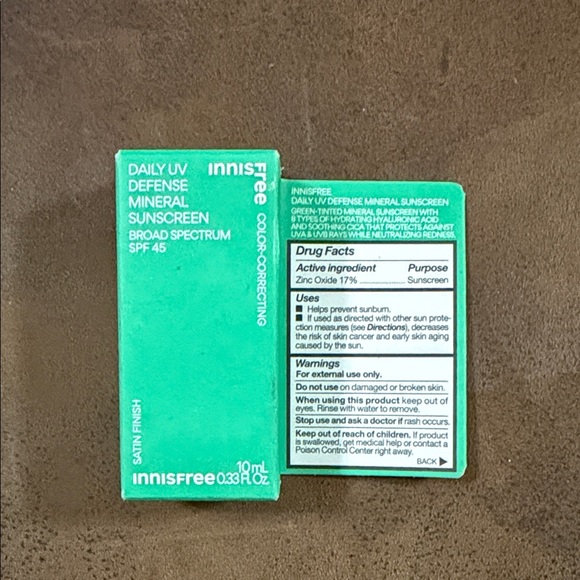 DAILY UV
DEFENSE
MINERAL
SUNSCREEN
BROAD SPECTRUM
SPF 45
innisFree
COLOR-CORRECTING
SATIN FINISH
10 mL
innisFree 0.33 Fl. Oz.
INNISFREE
DAILY UV DEFENSE MINERAL SUNSCREEN
GREEN-TINTED MINERAL SUNSCREEN WITH
8 TYPES OF HYDRATING HYALURONIC ACID
AND SOOTHING CICA THAT PROTECTS AGAINST
UVA & UVB RAYS WHILE NEUTRALIZING REDNESS.
Drug Facts
Active ingredient Purpose
Zinc Oxide 17% Sunscreen
Uses
■ Helps prevent sunburn.
■ If used as directed with other sun prote-
ction measures (see Directions), decreases
the risk of skin cancer and early skin aging
caused by the sun.
Warnings
For external use only.
Do not use on damaged or broken skin.
When using this product keep out of
eyes. Rinse with water to remove.
Stop use and ask a doctor if rash occurs.
Keep out of reach of children. If product
is swallowed, get medical help or contact a
Poison Control Center right away.
BACK ▶